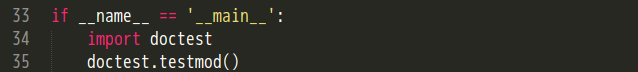 33 if __name__ == '__main__':
34     import doctest
35     doctest.testmod()